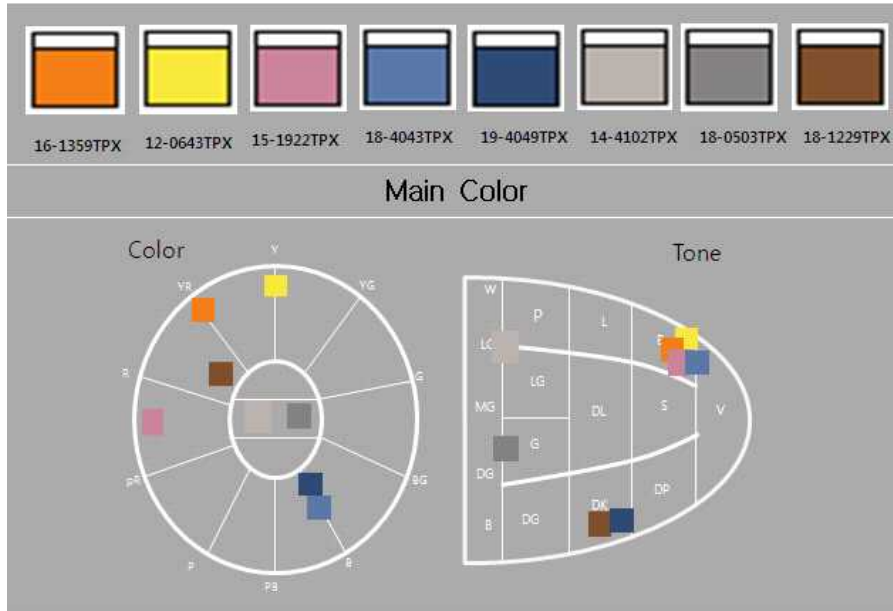 16-1359TPX 12-0643TPX 15-1922TPX 18-4043TPX 19-4049TPX 14-4102TPX 18-0503TPX 18-1229TPX
Main Color
Color
Tone
Y
YR
YG
R
G
PR
BG
P
B
PB
W
P
L
LG
MG
DL
S
V
G
DG
DP
DK
B
DG